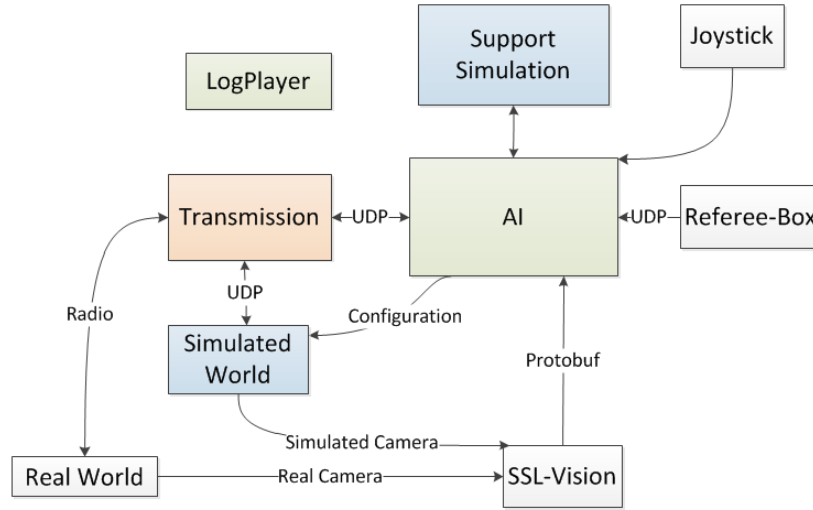 Support
Simulation
Joystick
LogPlayer
Transmission
UDP
AI
UDP
Referee-Box
UDP
Radio
Configuration
Simulated
World
Protobuf
Simulated Camera
Real World
Real Camera
SSL-Vision